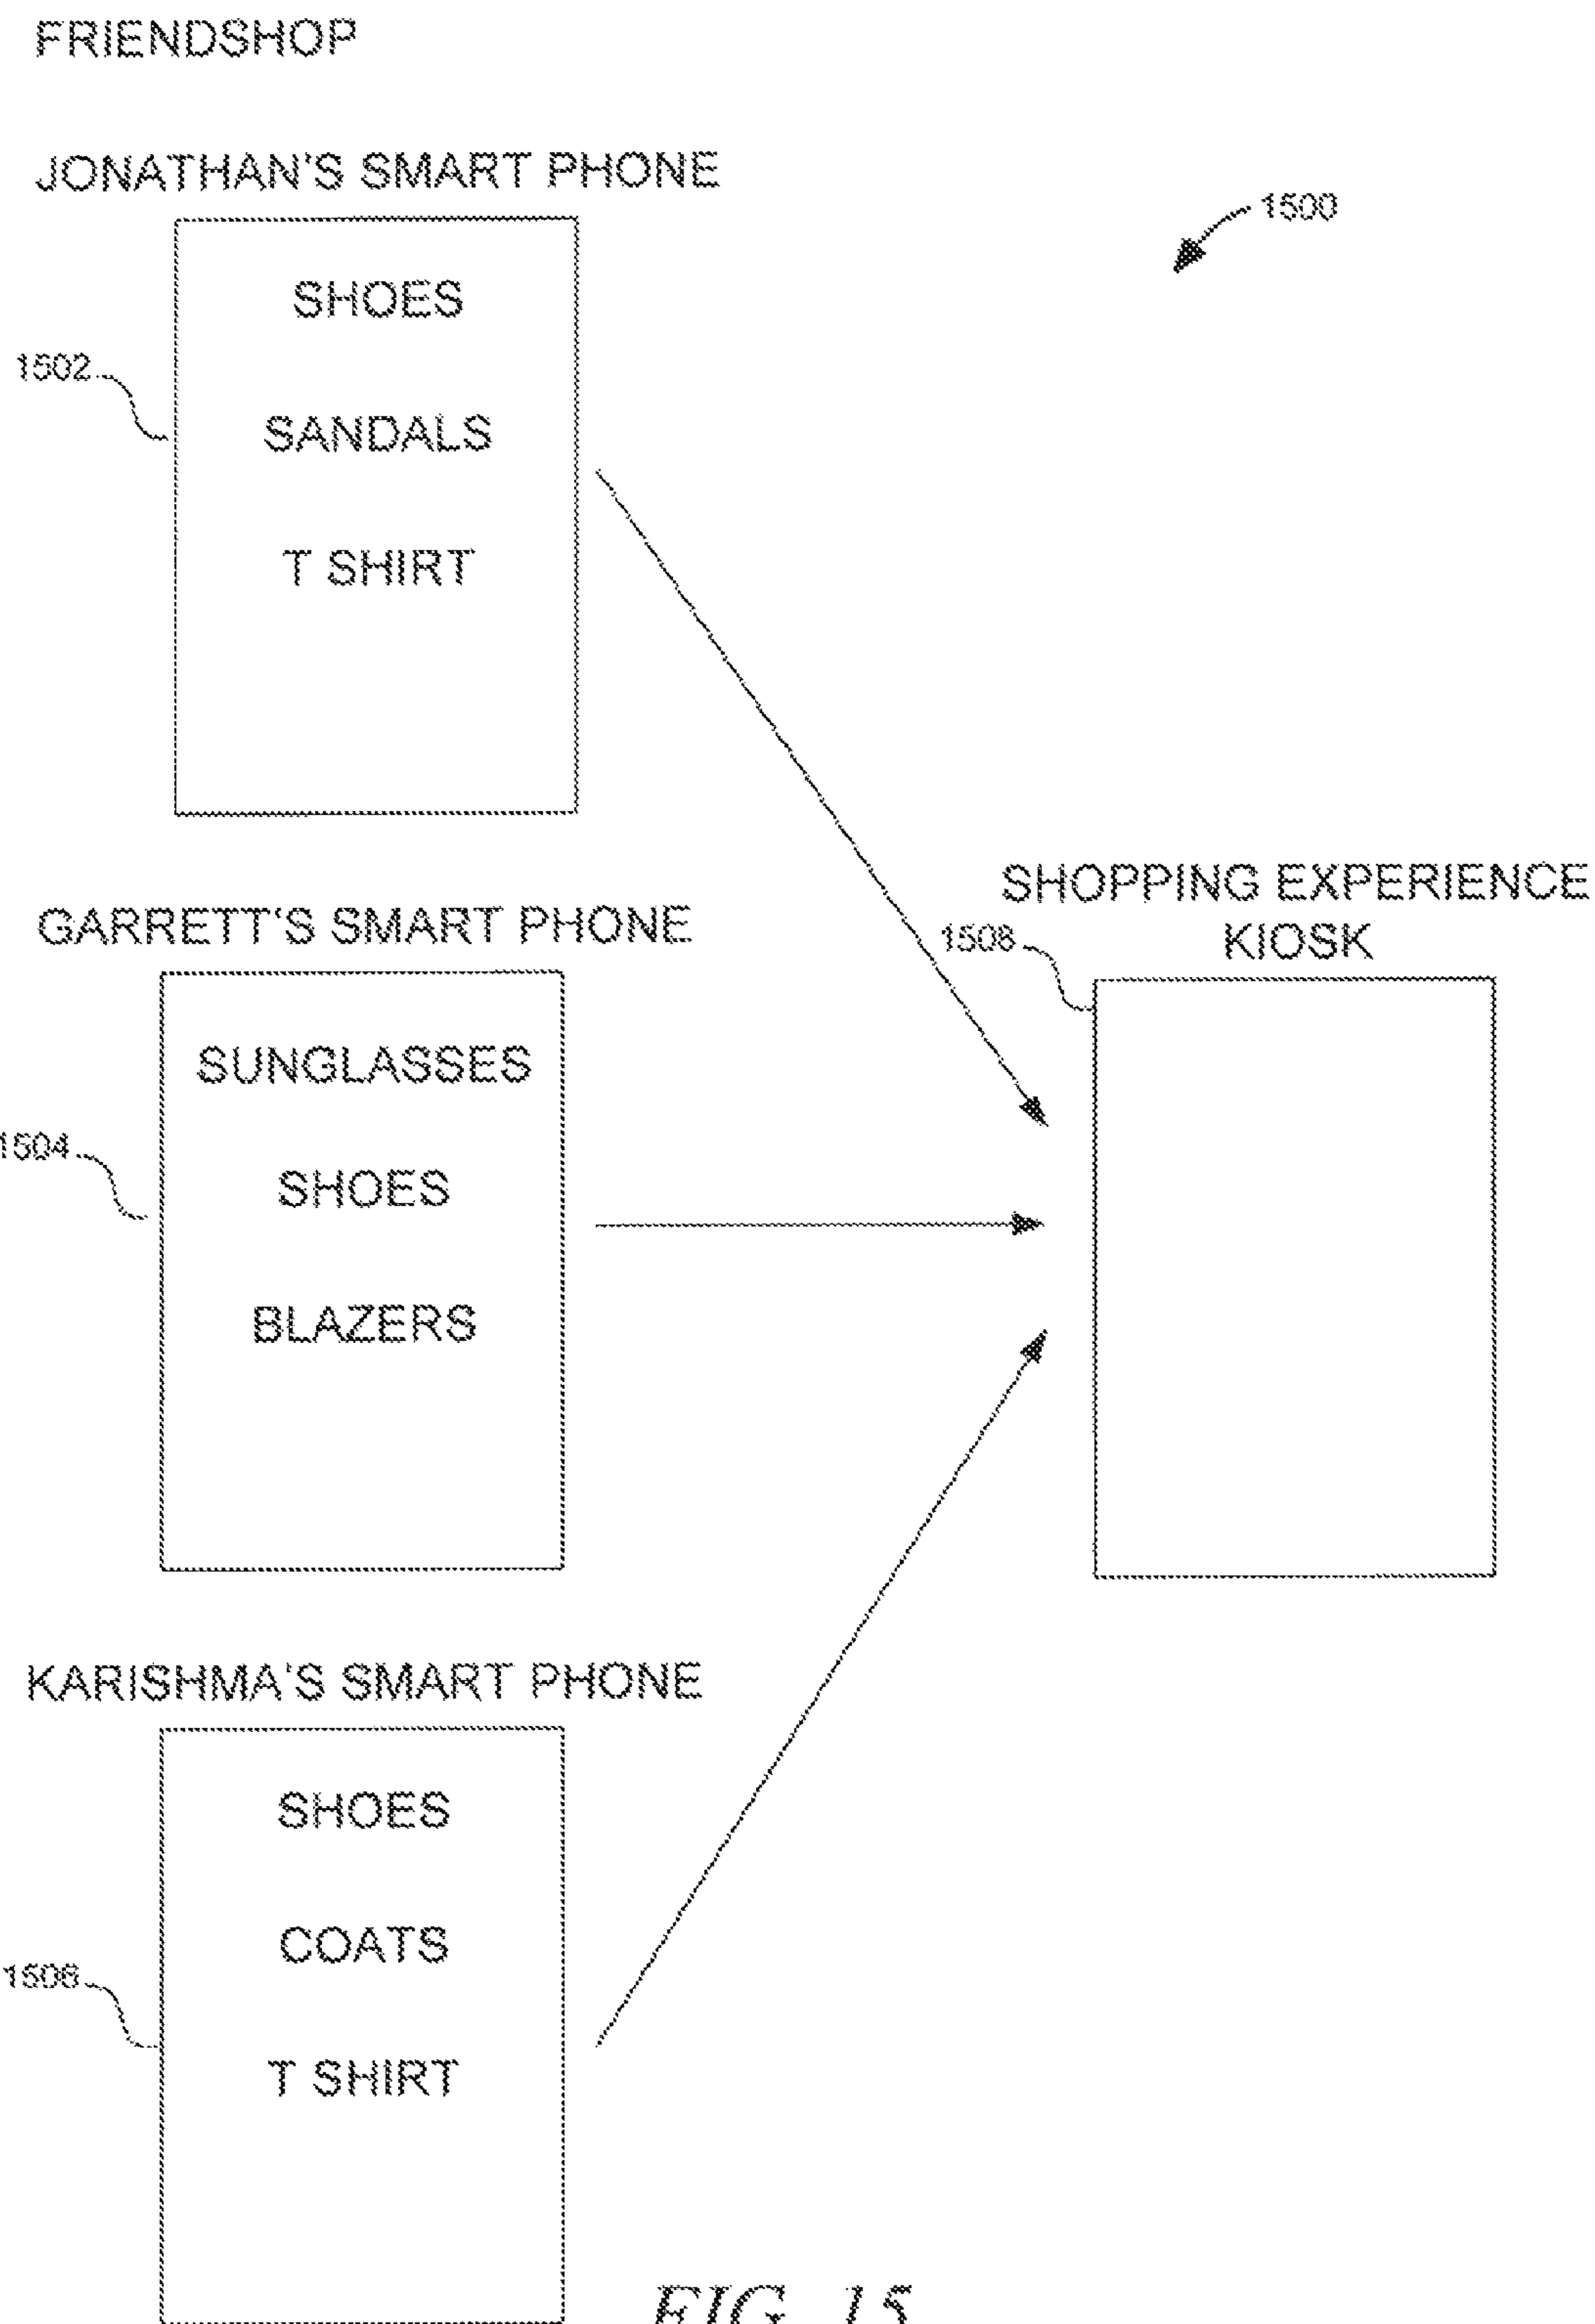 FRIENDSHOP
JONATHAN'S SMART PHONE
1500
SHOES
1502
SANDALS
T SHIRT
SHOPPING EXPERIENCE
KIOSK
GARRETT'S SMART PHONE
1508
SUNGLASSES
1504
SHOES
BLAZERS
KARISHMA'S SMART PHONE
SHOES
COATS
1506
T SHIRT
FIG. 15